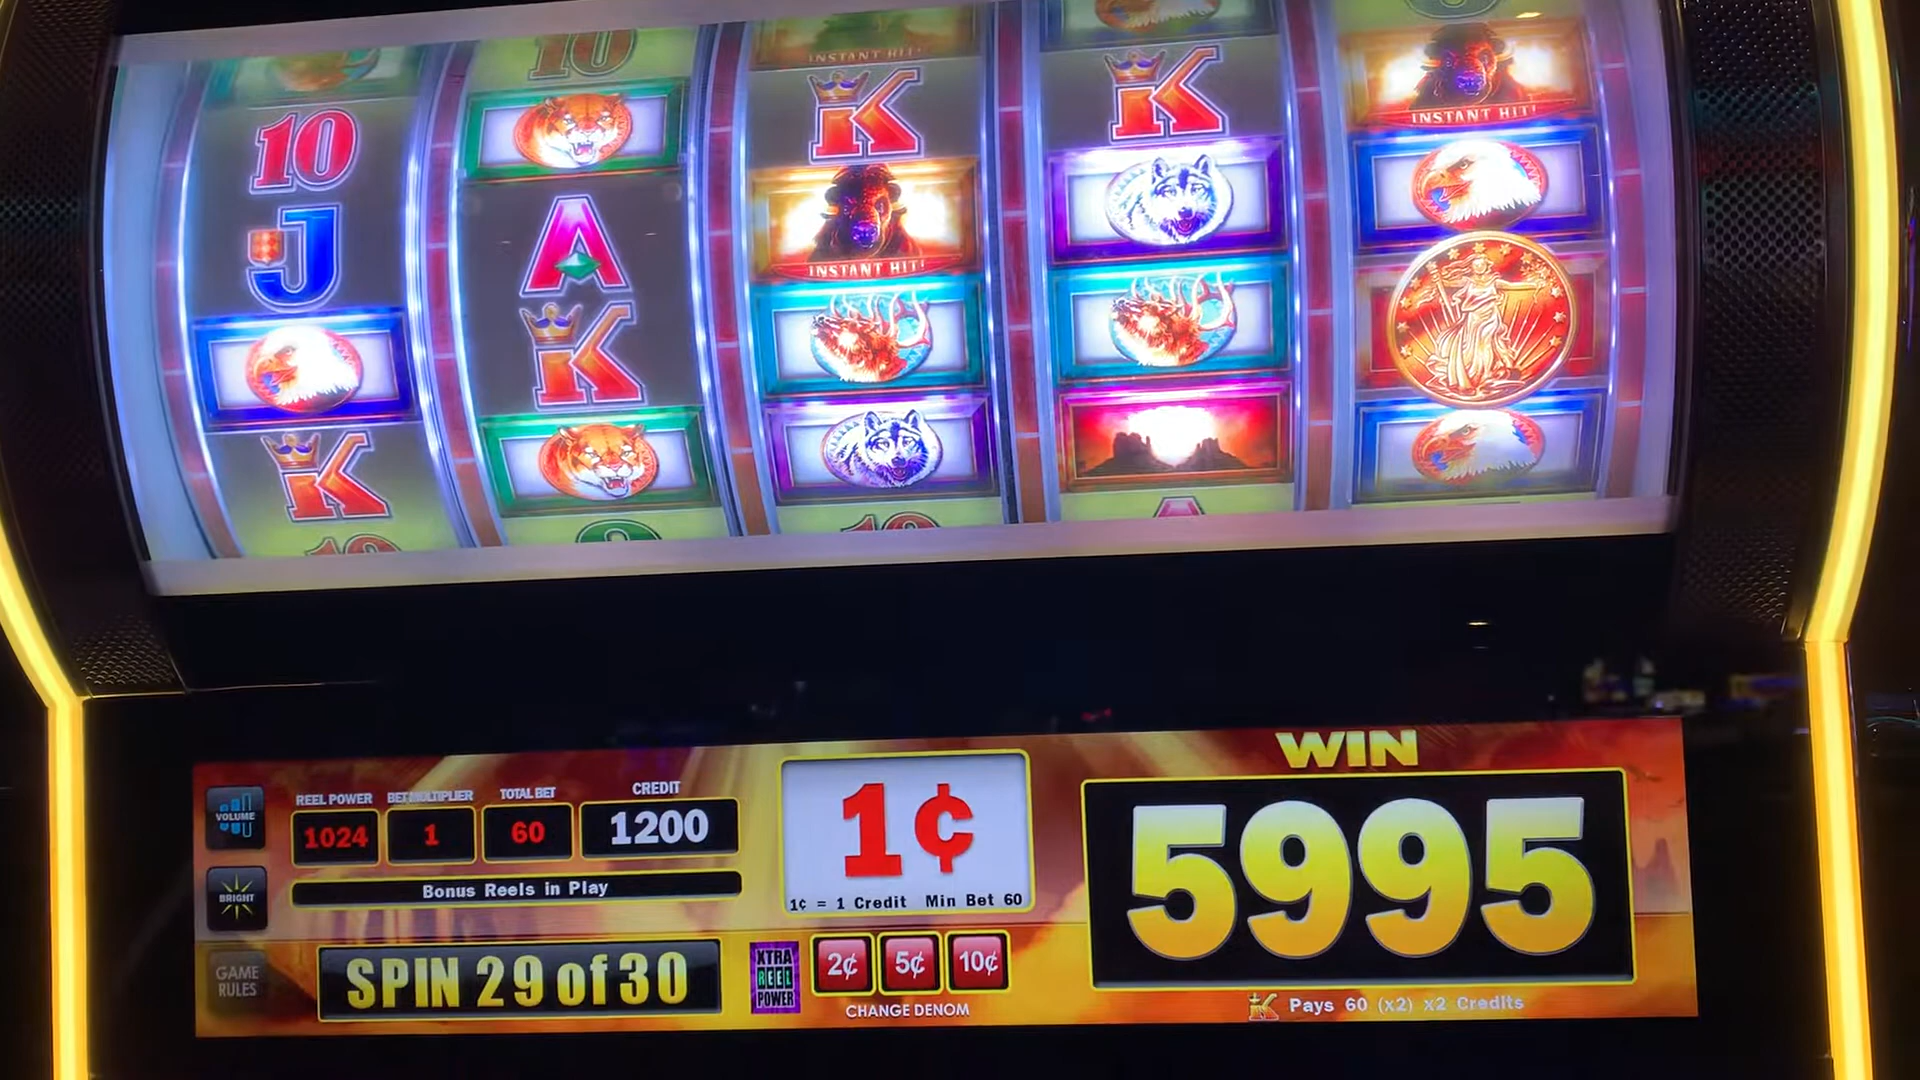 10
INSTANT HIT!
K
K
INSTANT HIT!
10
J
A
INSTANT HIT!
K
K
10
WIN
REEL POWER BET MULTIPLIER TOTAL BET CREDIT
1024 1 60 1200
Bonus Reels in Play
VOLUME
BRIGHT
GAME RULES
SPIN 29 of 30
1¢
1¢ = 1 Credit Min Bet 60
XTRA REEL POWER
2¢ 5¢ 10¢
CHANGE DENOM
5995
K Pays 60 (x2) x2 Credits